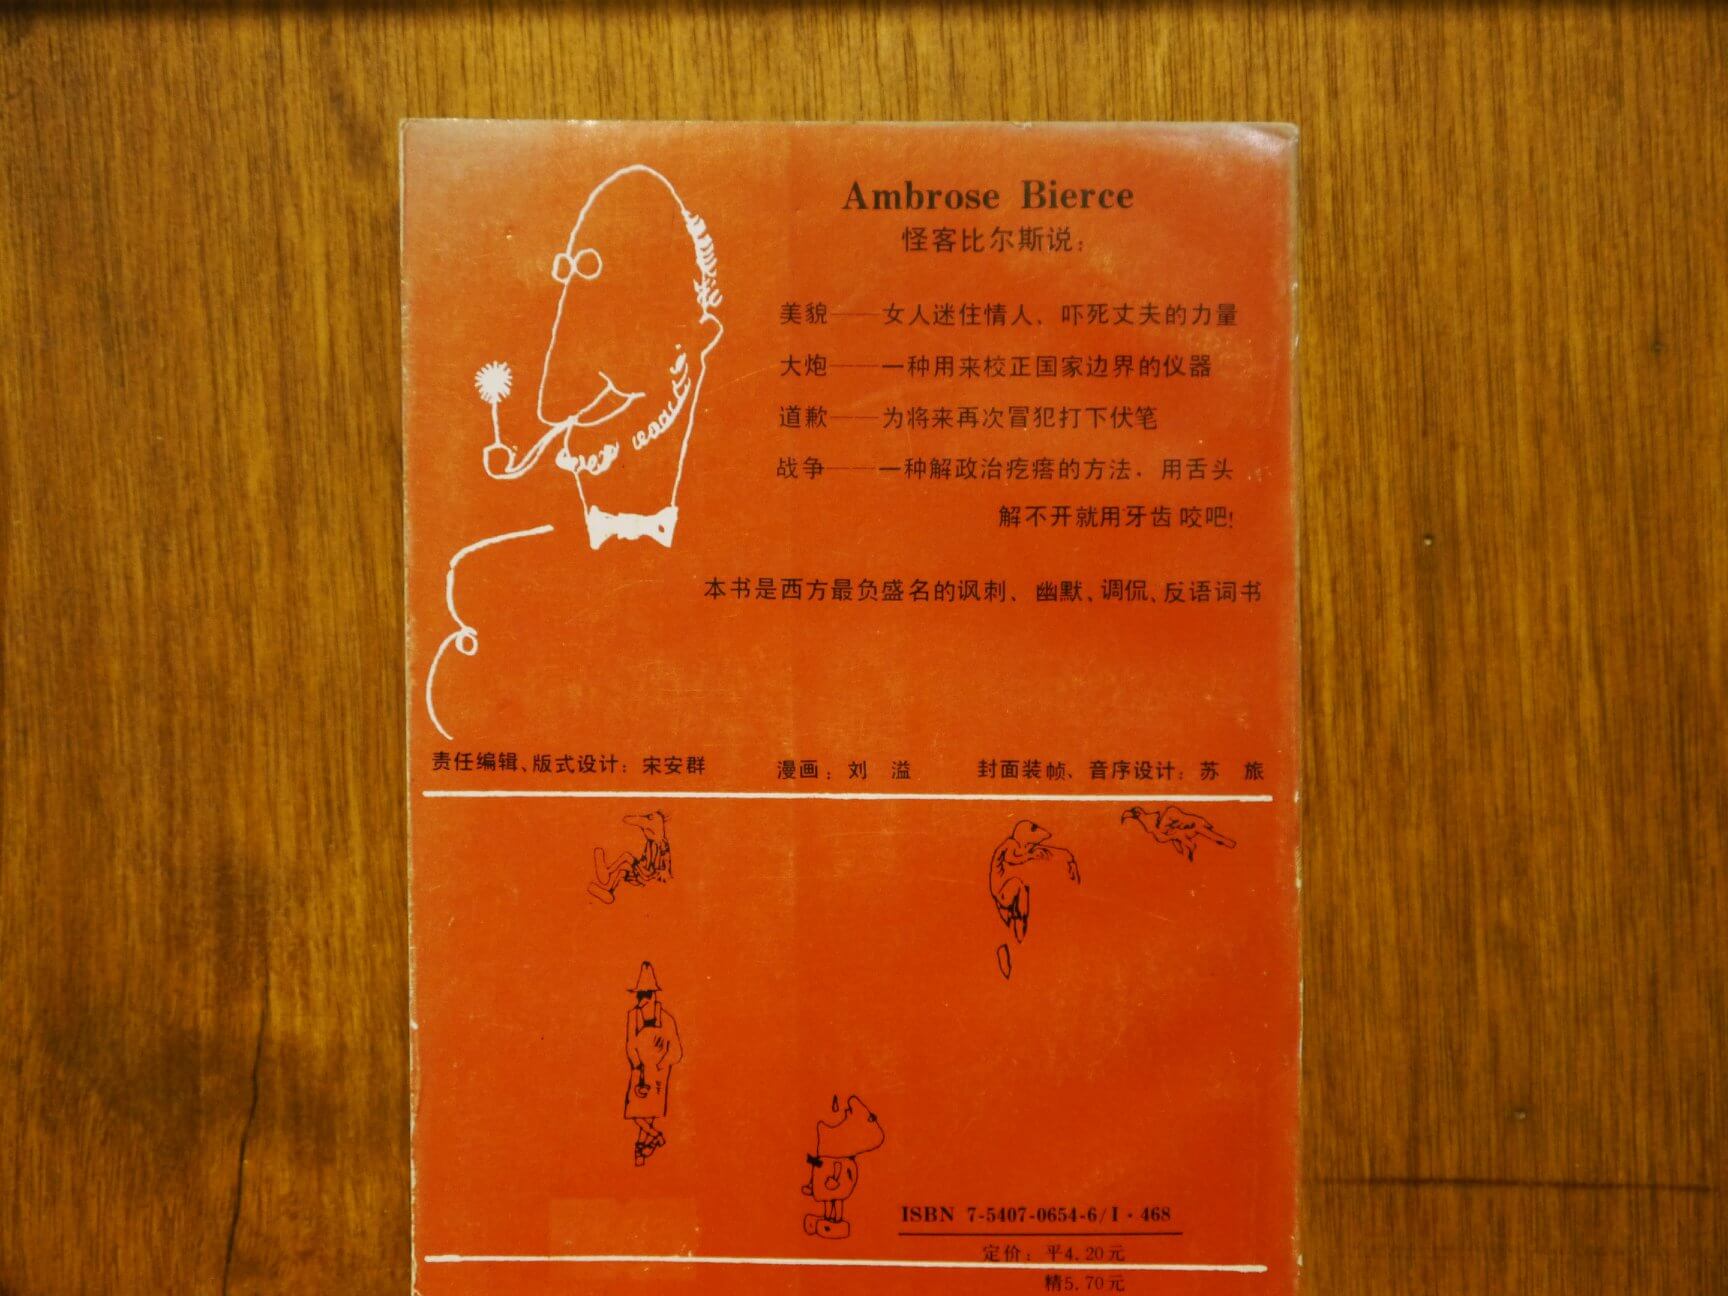 Ambrose Bierce
怪客比尔斯说：
美貌——女人迷住情人、吓死丈夫的力量
大炮——一种用来校正国家边界的仪器
道歉——为将来再次冒犯打下伏笔
战争——一种解政治疙瘩的方法，用舌头
解不开就用牙齿咬吧！
本书是西方最负盛名的讽刺、幽默、调侃、反语词书
责任编辑、版式设计：宋安群 漫画：刘 溢 封面装帧、音序设计：苏 旅
ISBN 7-5407-0654-6/I·468
定价：平4.20元
精5.70元